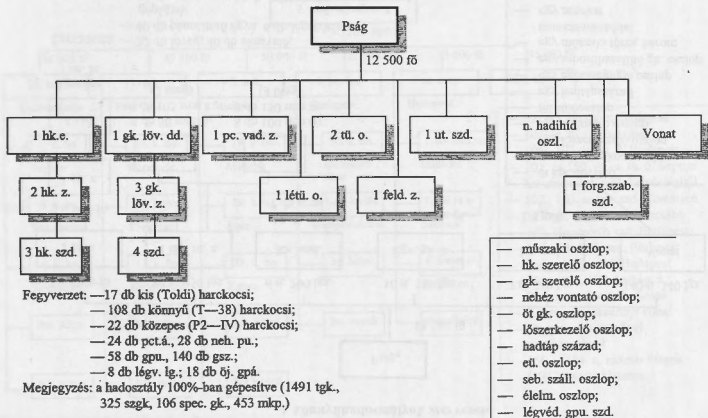 Pság
12 500 fő
1 hk.e.
1 gk. löv. dd.
1 pc. vad. z.
2 tü. o.
1 ut. szd.
n. hadihíd
oszl.
Vonat
2 hk. z.
3 gk.
löv. z.
1 létü. o.
1 feld. z.
1 forg.szab.
szd.
3 hk. szd.
4 szd.
Fegyverzet: —17 db kis (Toldi) harckocsi;
—108 db könnyű (T—38) harckocsi;
—22 db közepes (P2—IV) harckocsi;
—24 db pct.á., 28 db neh. pu.;
—58 db gpu., 140 db gsz.;
—8 db légv. lg.; 18 db öj. gpá.
Megjegyzés: a hadosztály 100%-ban gépesítve (1491 tgk.,
325 szgk, 106 spec. gk., 453 mkp.)
— műszaki oszlop;
— hk. szerelő oszlop;
— gk. szerelő oszlop;
— nehéz vontató oszlop;
— öt gk. oszlop;
— lőszerkezelő oszlop;
— hadtáp század;
— eü. oszlop;
— seb. száll. oszlop;
— élelm. oszlop;
— légvéd. gpu. szd.